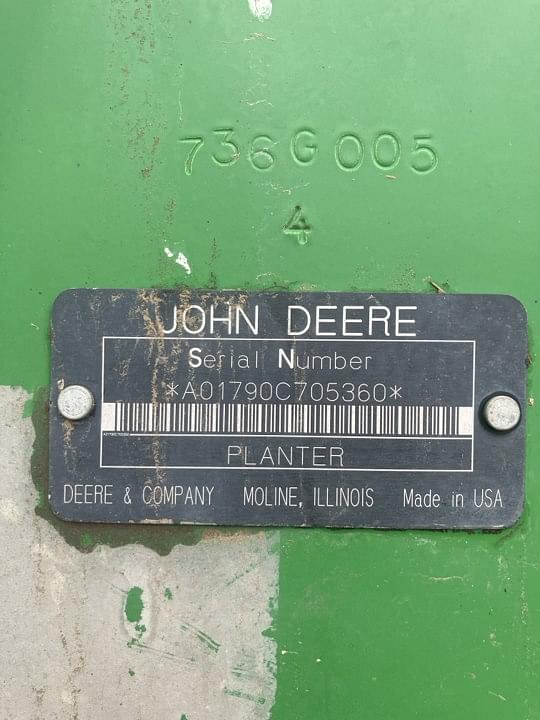 736G005
4
JOHN DEERE
Serial Number
*A01790C705360*
PLANTER
DEERE & COMPANY MOLINE, ILLINOIS Made in USA